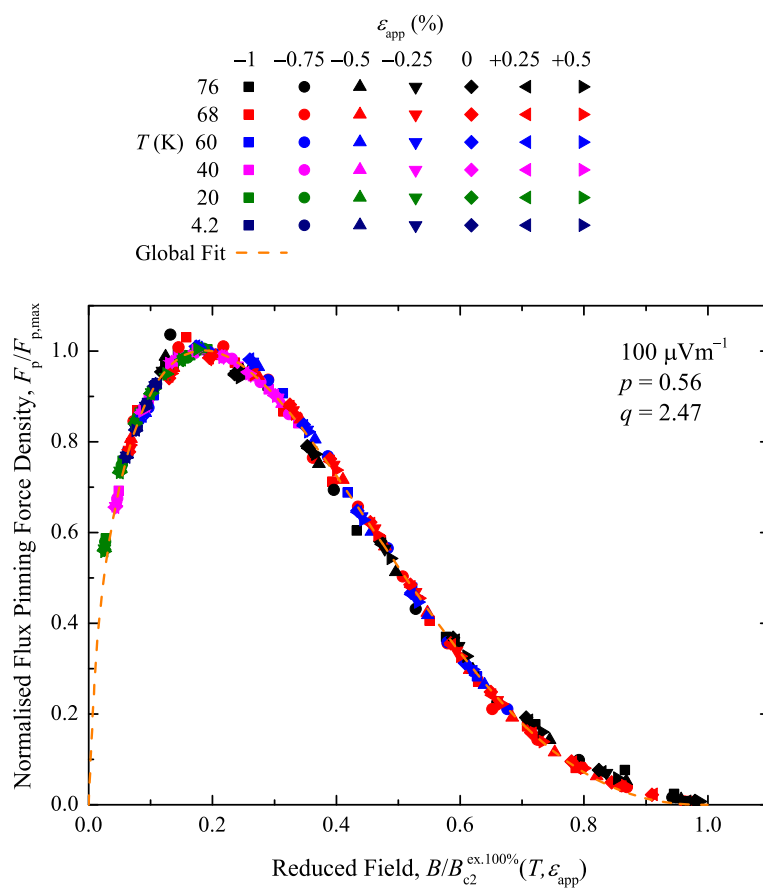 ε_app (%)
−1 −0.75 −0.5 −0.25 0 +0.25 +0.5
76
68
T (K) 60
40
20
4.2
Global Fit
100 µVm⁻¹
p = 0.56
q = 2.47
Normalised Flux Pinning Force Density, F_p/F_p,max
1.0
0.8
0.6
0.4
0.2
0.0
0.0 0.2 0.4 0.6 0.8 1.0
Reduced Field, B/B_c2^ex.100%(T,ε_app)